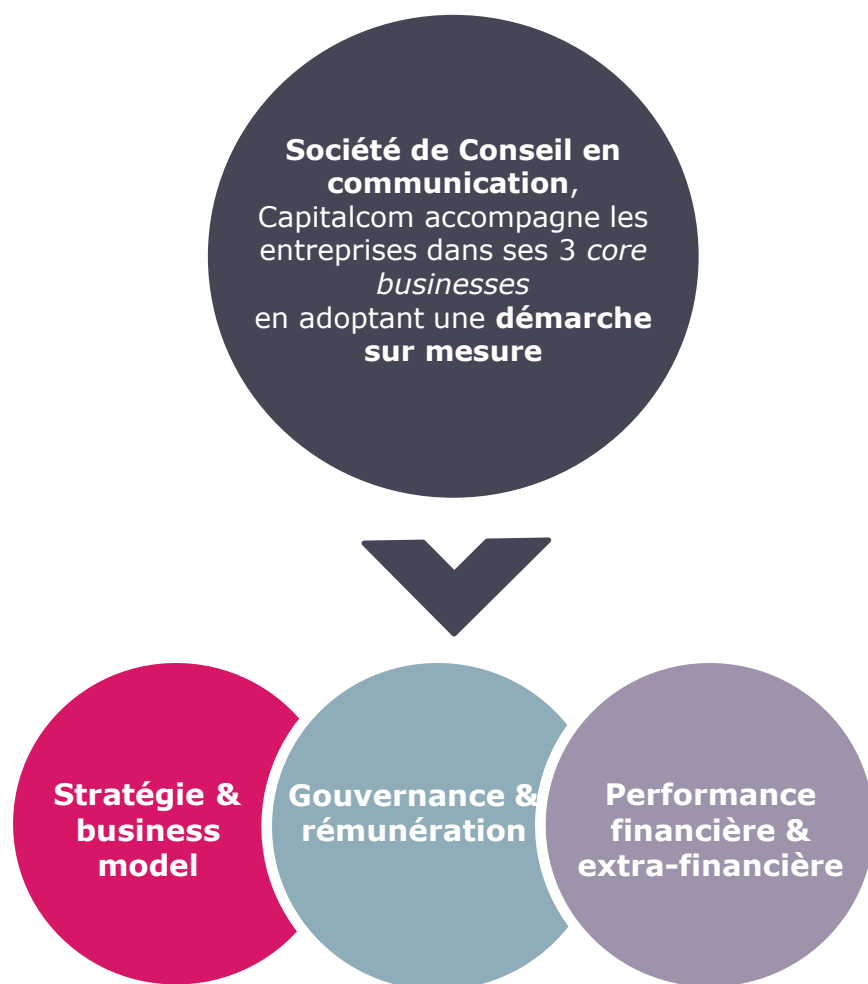 Société de Conseil en
communication,
Capitalcom accompagne les
entreprises dans ses 3 core
businesses
en adoptant une démarche
sur mesure
Stratégie &
business
model
Gouvernance &
rémunération
Performance
financière &
extra-financière